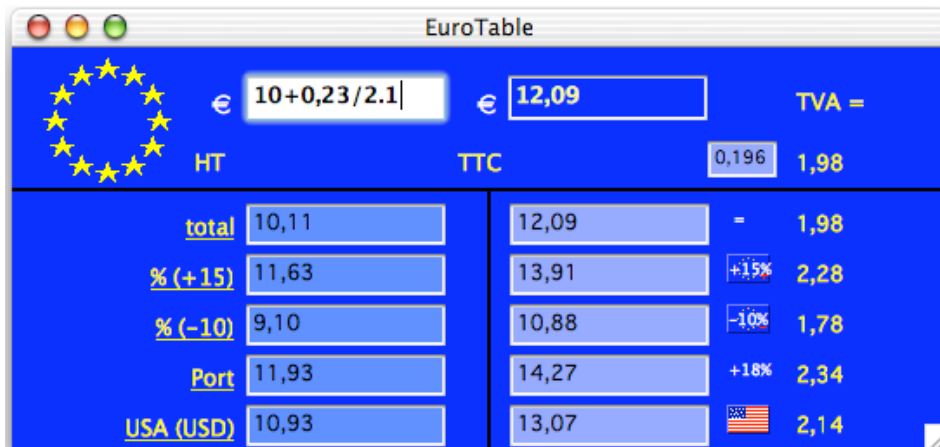 EuroTable
€ 10+0,23/2.1 € 12,09 TVA =
HT TTC 0,196 1,98
total 10,11 12,09 = 1,98
% (+15) 11,63 13,91 +15% 2,28
% (-10) 9,10 10,88 -10% 1,78
Port 11,93 14,27 +18% 2,34
USA (USD) 10,93 13,07 2,14